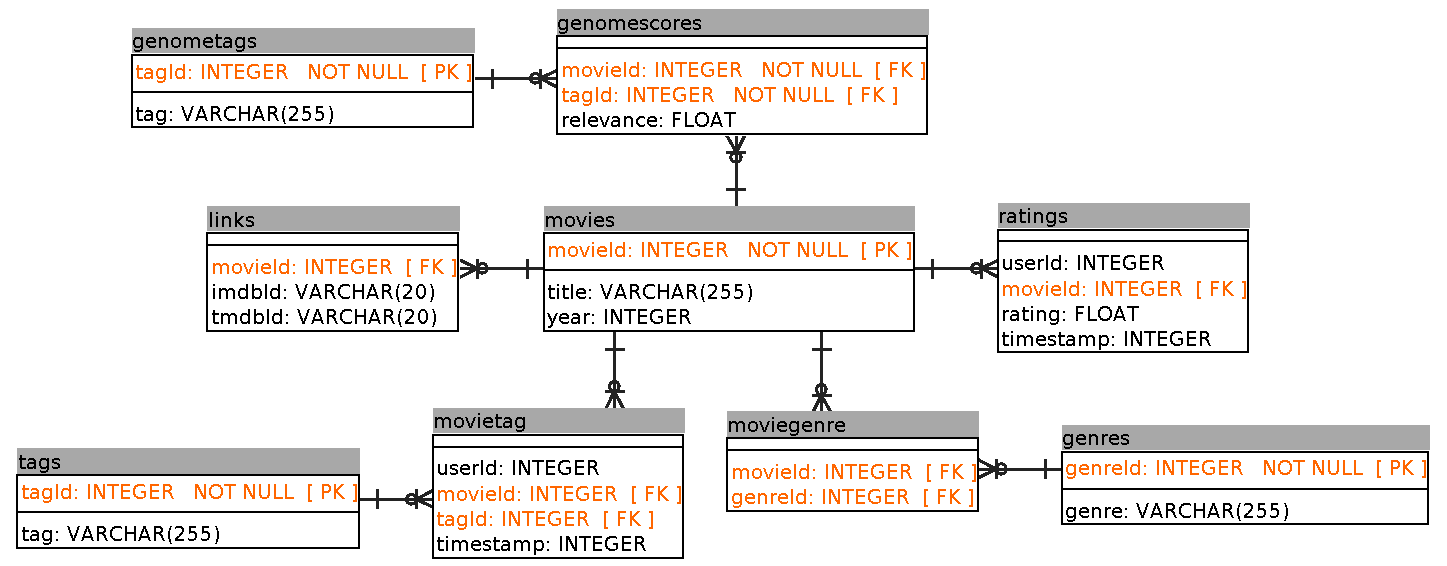 genometags
tagId: INTEGER   NOT NULL  [ PK ]
tag: VARCHAR(255)
genomescores
movieId: INTEGER   NOT NULL  [ FK ]
tagId: INTEGER   NOT NULL  [ FK ]
relevance: FLOAT
links
movieId: INTEGER  [ FK ]
imdbId: VARCHAR(20)
tmdbId: VARCHAR(20)
movies
movieId: INTEGER   NOT NULL  [ PK ]
title: VARCHAR(255)
year: INTEGER
ratings
userId: INTEGER
movieId: INTEGER  [ FK ]
rating: FLOAT
timestamp: INTEGER
tags
tagId: INTEGER   NOT NULL  [ PK ]
tag: VARCHAR(255)
movietag
userId: INTEGER
movieId: INTEGER  [ FK ]
tagId: INTEGER  [ FK ]
timestamp: INTEGER
moviegenre
movieId: INTEGER  [ FK ]
genreId: INTEGER  [ FK ]
genres
genreId: INTEGER   NOT NULL  [ PK ]
genre: VARCHAR(255)